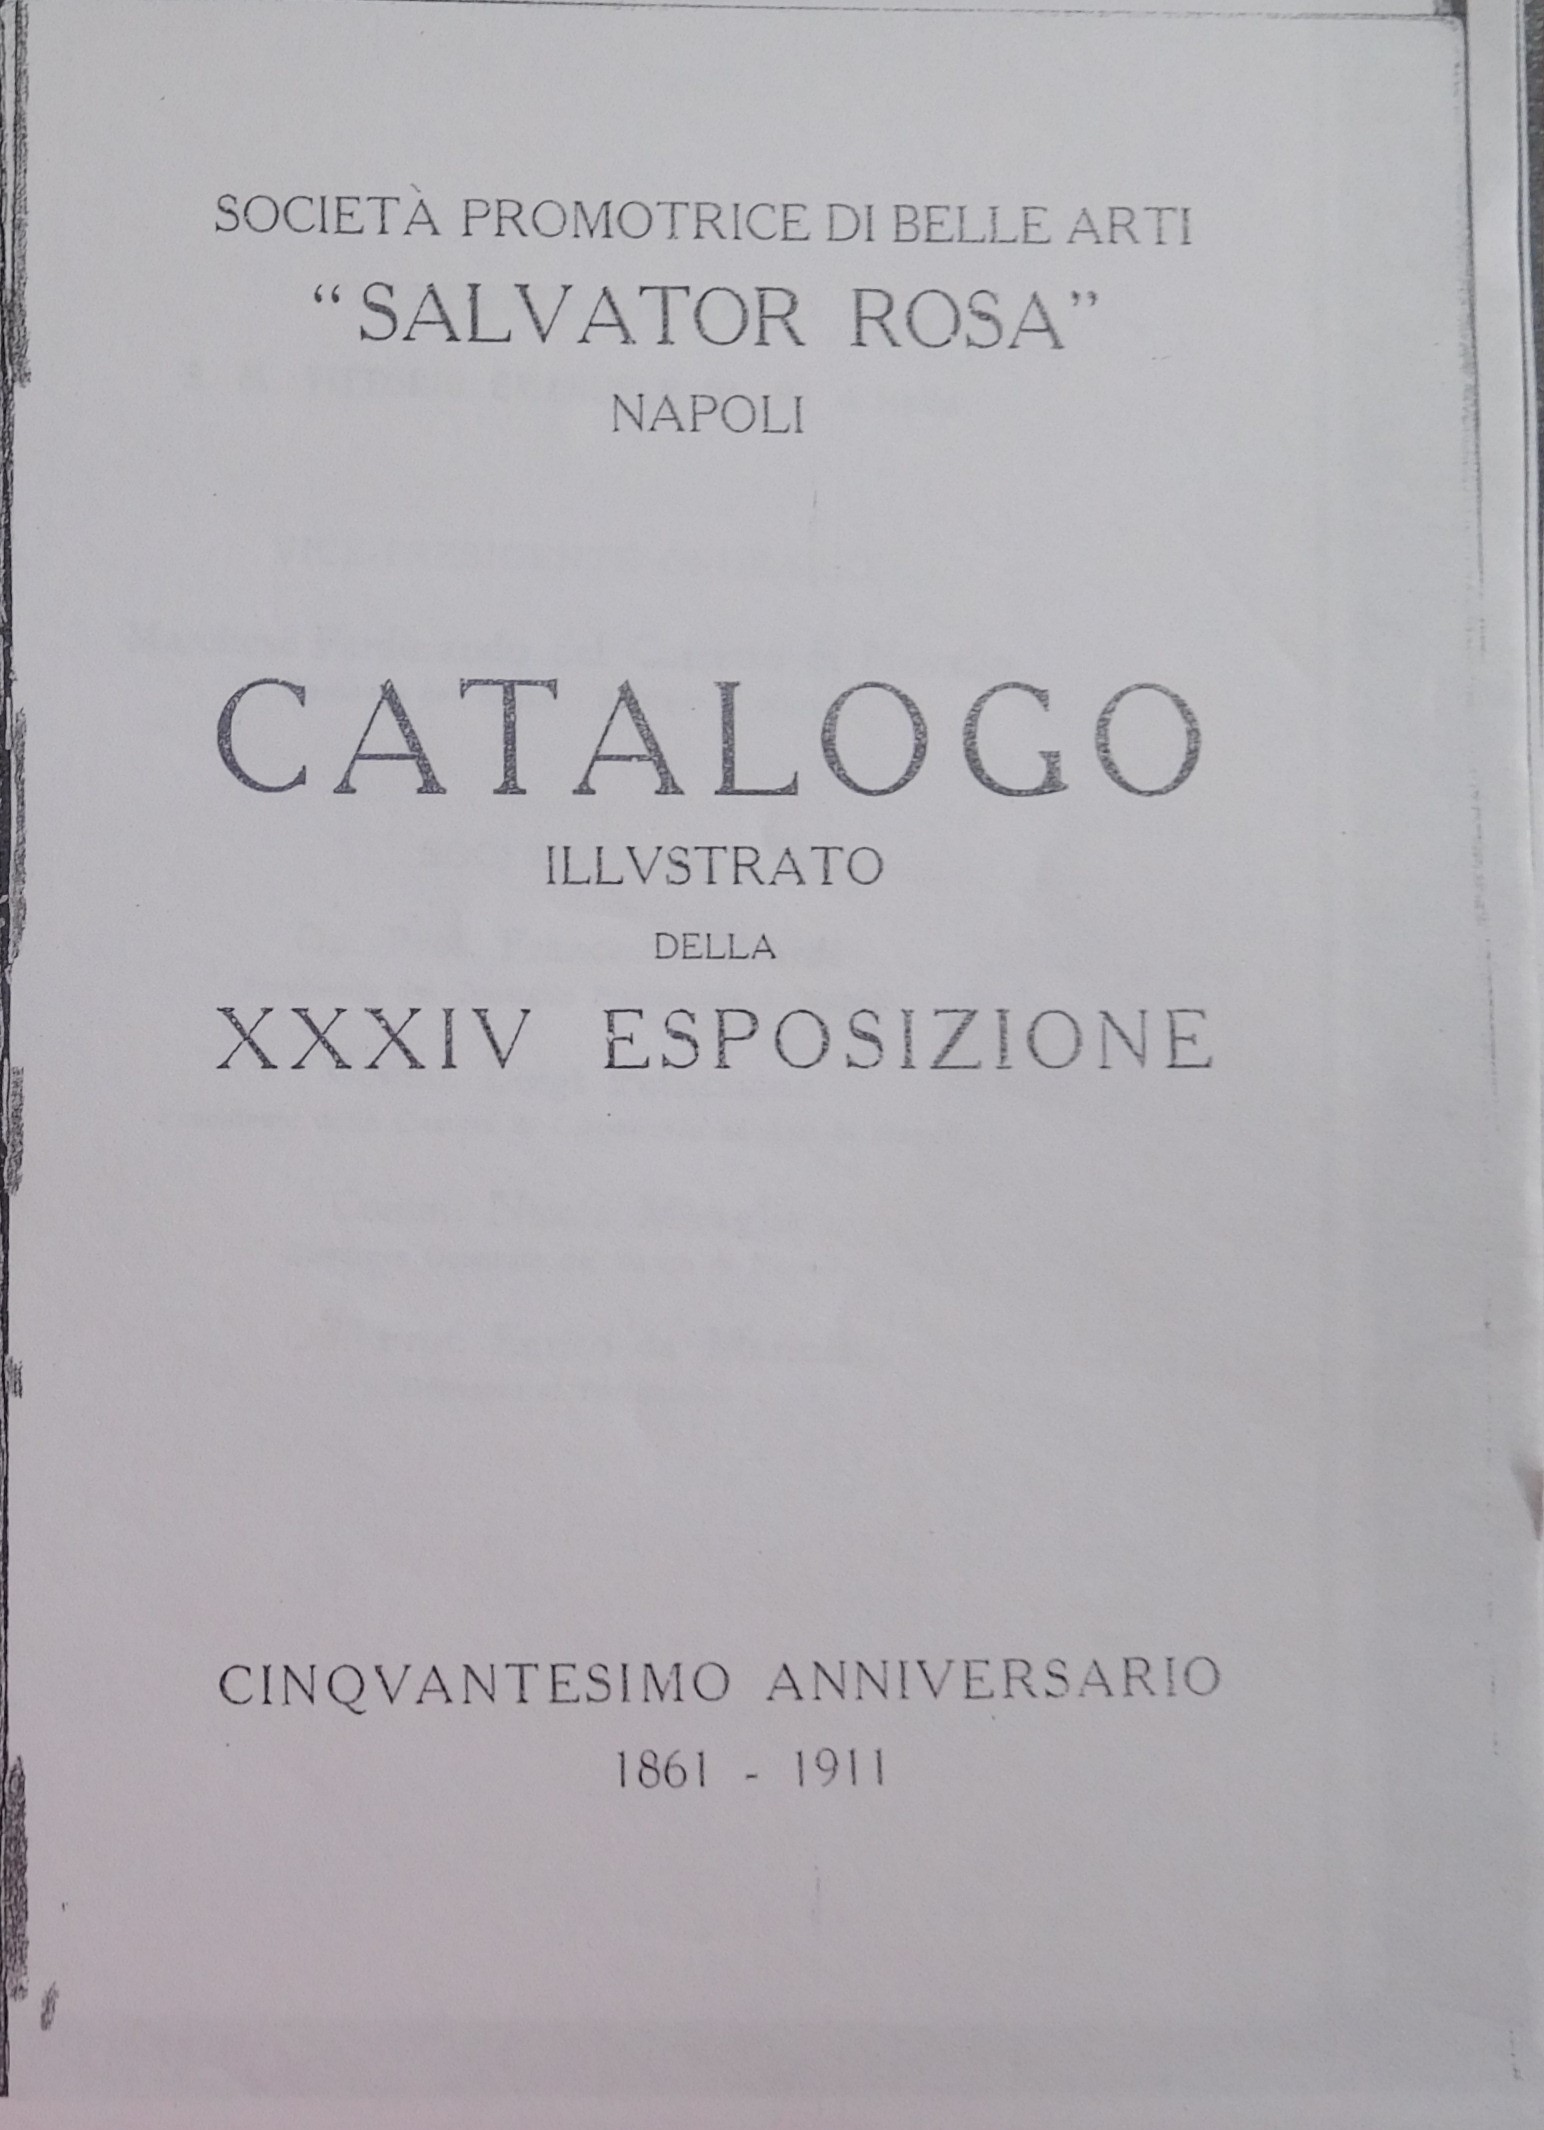 SOCIETÀ PROMOTRICE DI BELLE ARTI
“SALVATOR ROSA”
NAPOLI
CATALOGO
ILLVSTRATO
DELLA
XXXIV ESPOSIZIONE
CINQVANTESIMO ANNIVERSARIO
1861 - 1911